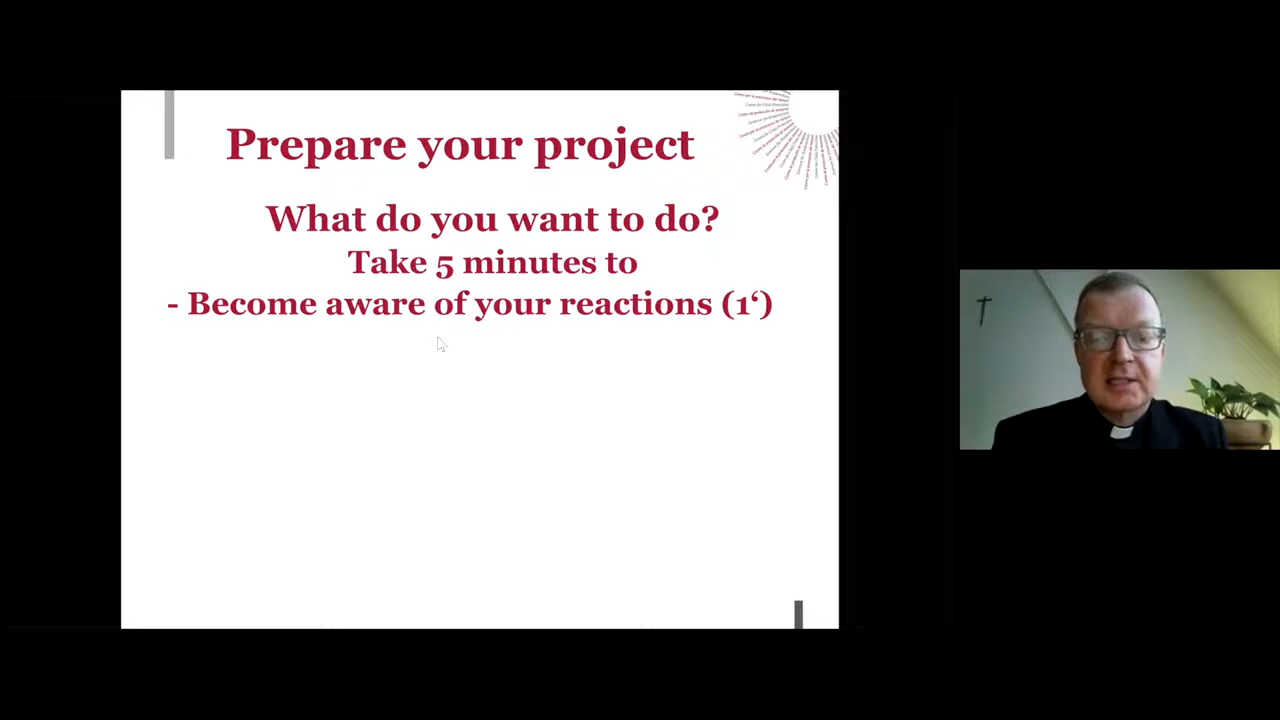 Prepare your project
What do you want to do?
Take 5 minutes to
- Become aware of your reactions (1‘)